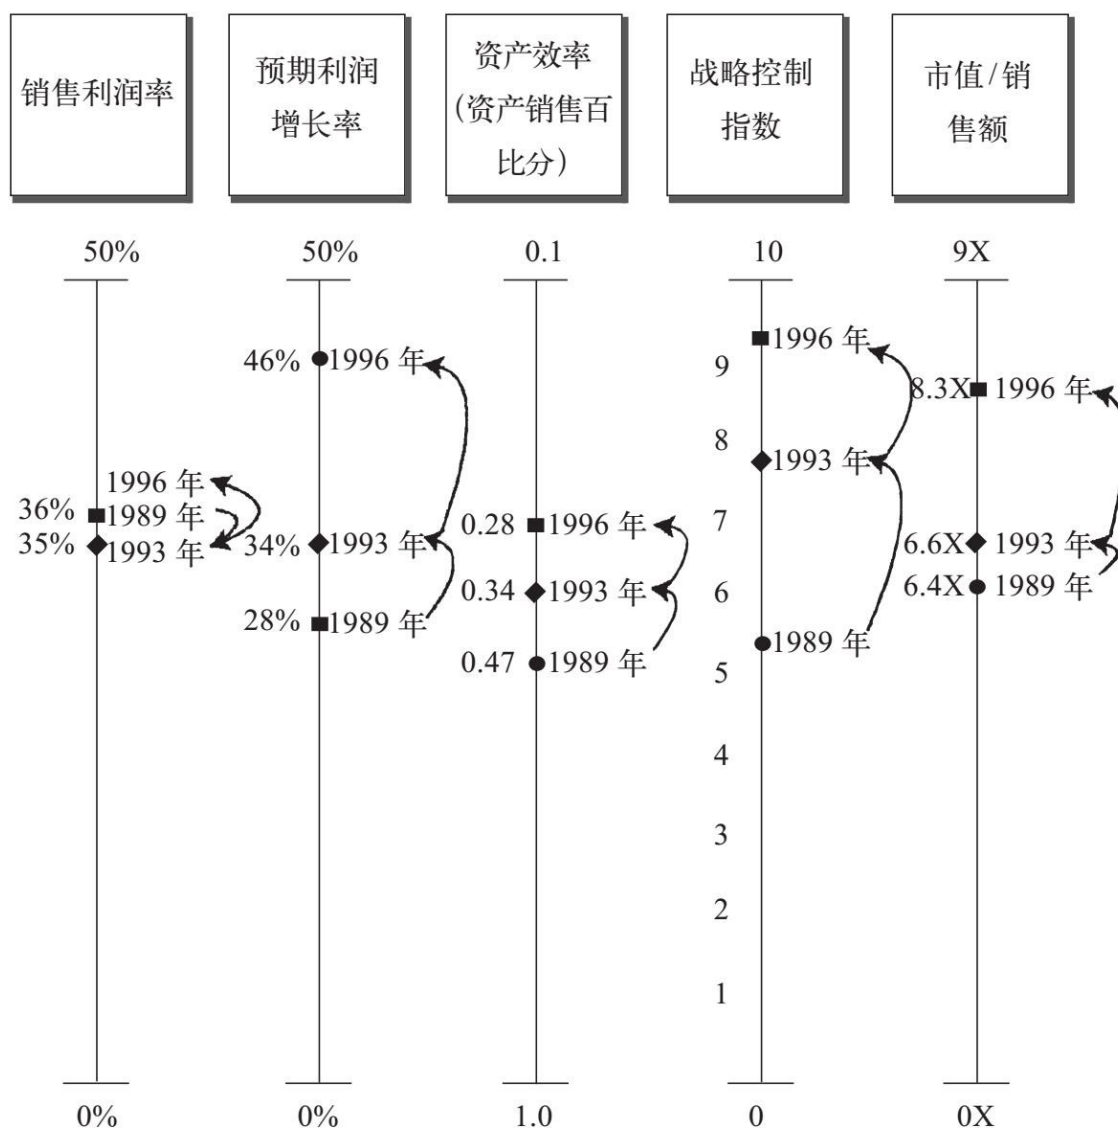 销售利润率
预期利润
增长率
资产效率
(资产销售百
比分)
战略控制
指数
市值/销
售额
50%
50%
0.1
10
9X
1996 年
36%
1989 年
35%
1993 年
0%
46%
1996 年
34%
1993 年
28%
1989 年
0%
0.28
1996 年
0.34
1993 年
0.47
1989 年
1.0
1996 年
9
8
1993 年
7
6
1989 年
5
4
3
2
1
0
8.3X
1996 年
6.6X
1993 年
6.4X
1989 年
0X